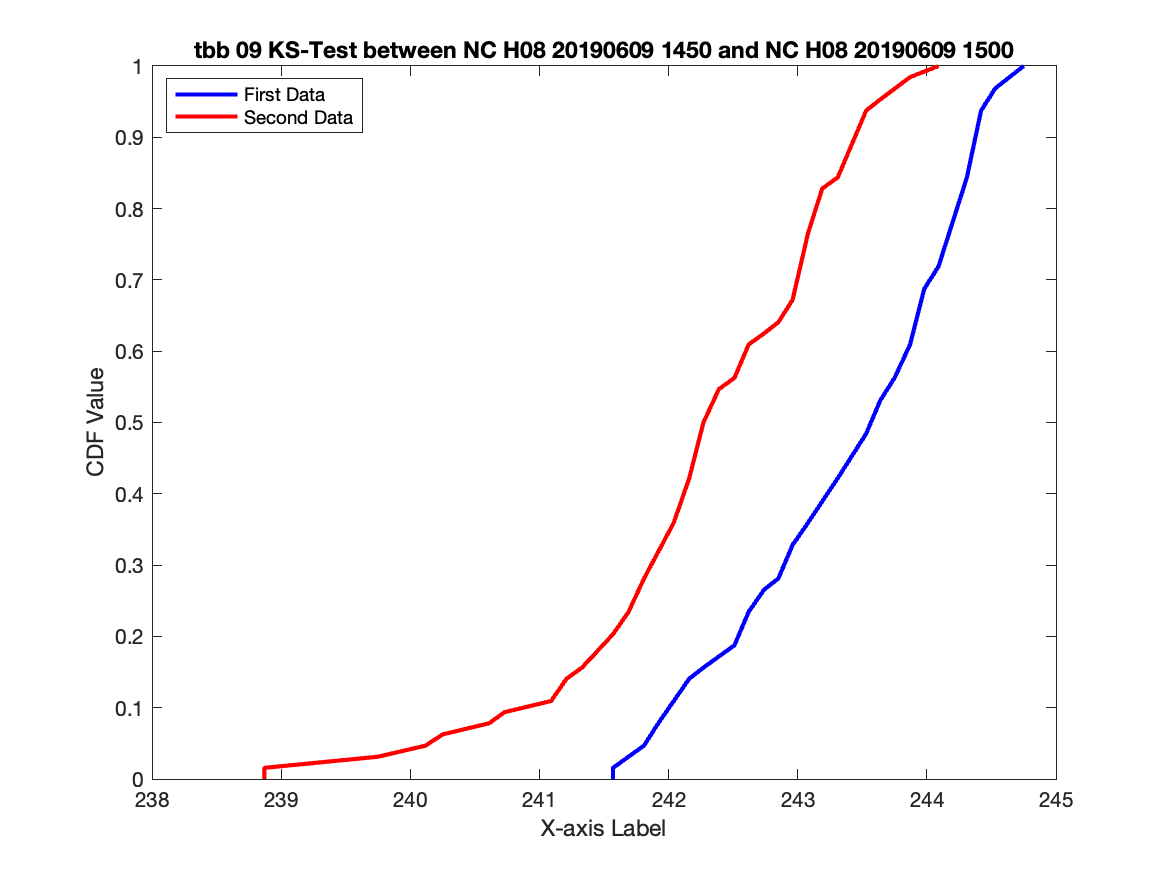 tbb 09 KS-Test between NC H08 20190609 1450 and NC H08 20190609 1500
First Data
Second Data
1
0.9
0.8
0.7
0.6
0.5
0.4
0.3
0.2
0.1
0
CDF Value
238 239 240 241 242 243 244 245
X-axis Label